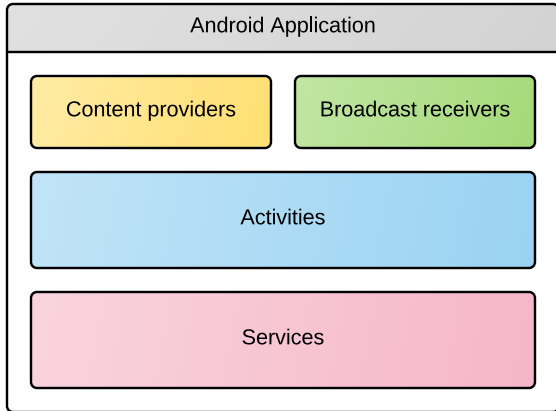 Android Application
Content providers
Broadcast receivers
Activities
Services